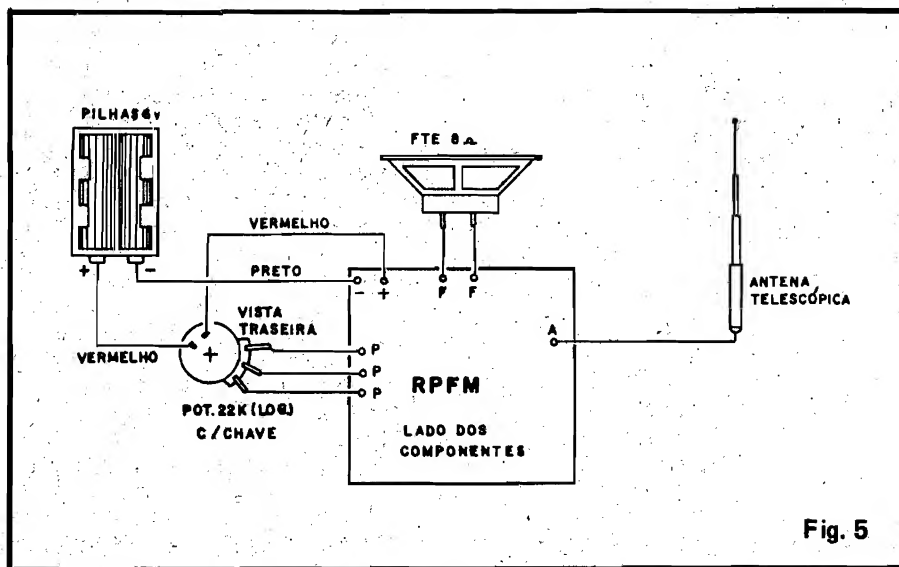 PILHAS 6v
FTE 8Ω
VERMELHO
+
-
PRETO
-
+
F
F
ANTENA
TELESCÓPICA
VISTA
TRASEIRA
A
VERMELHO
+
P
P
P
RPFM
POT. 22K (LOG.)
C/CHAVE
LADO DOS
COMPONENTES
Fig. 5